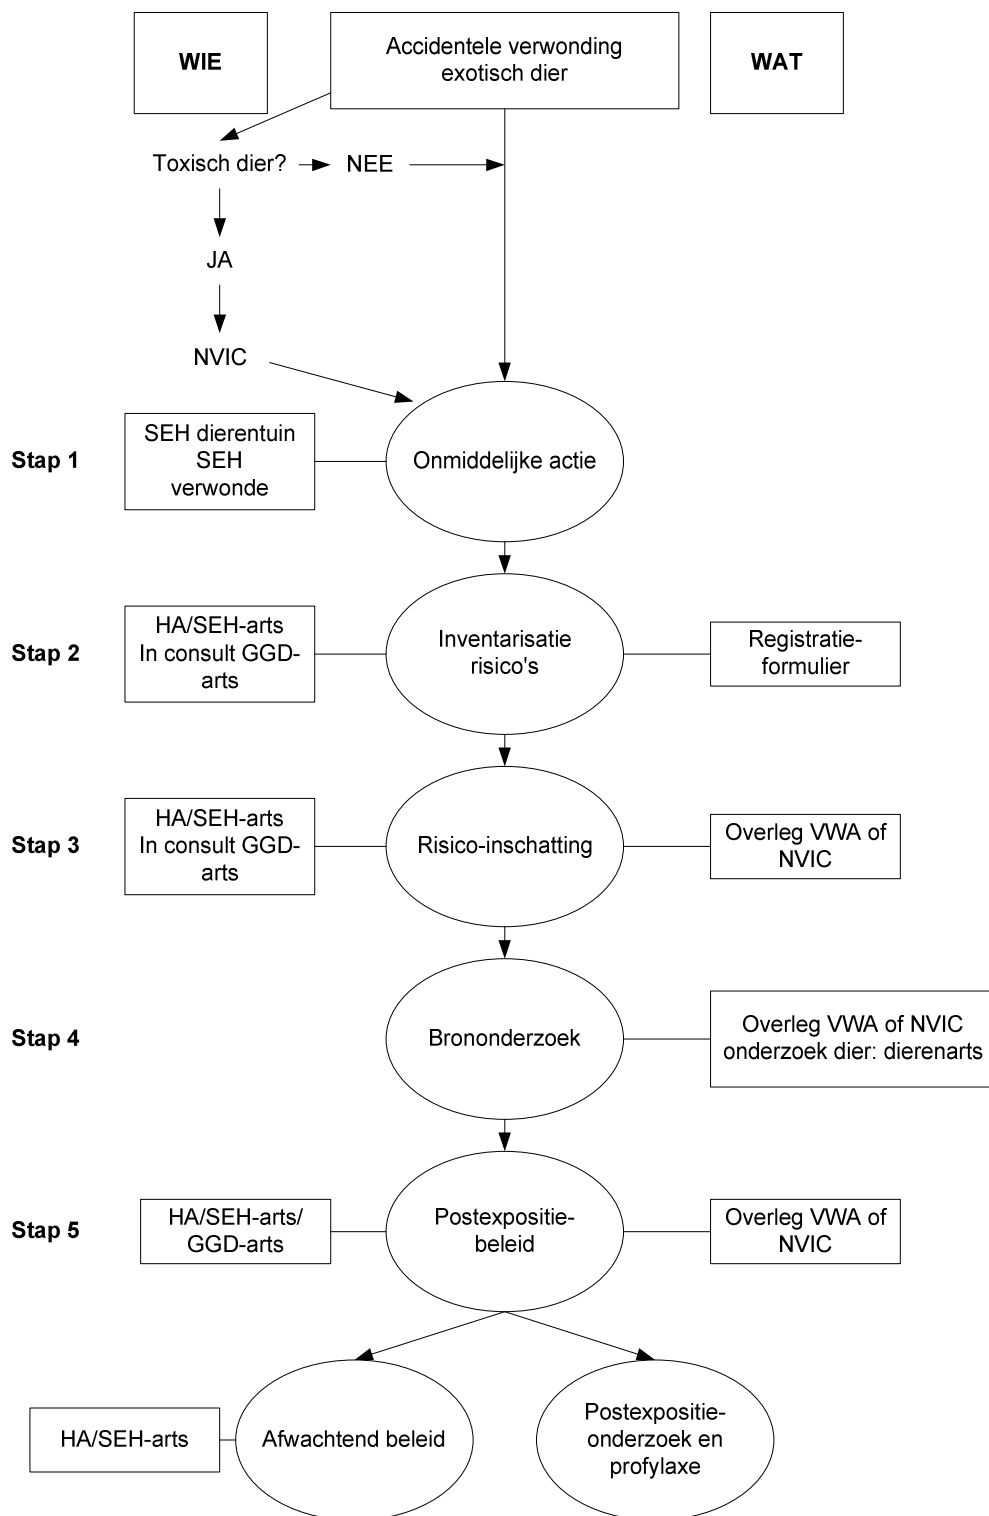 WIE
Accidentele verwonding
exotisch dier
WAT
Toxisch dier?
NEE
JA
NVIC
Stap 1
SEH dierentuin
SEH
verwonde
Onmiddelijke actie
Stap 2
HA/SEH-arts
In consult GGD-
arts
Inventarisatie
risico's
Registratie-
formulier
Stap 3
HA/SEH-arts
In consult GGD-
arts
Risico-inschatting
Overleg VWA of
NVIC
Stap 4
Brononderzoek
Overleg VWA of NVIC
onderzoek dier: dierenarts
Stap 5
HA/SEH-arts/
GGD-arts
Postexpositie-
beleid
Overleg VWA of
NVIC
HA/SEH-arts
Afwachtend beleid
Postexpositie-
onderzoek en
profylaxe